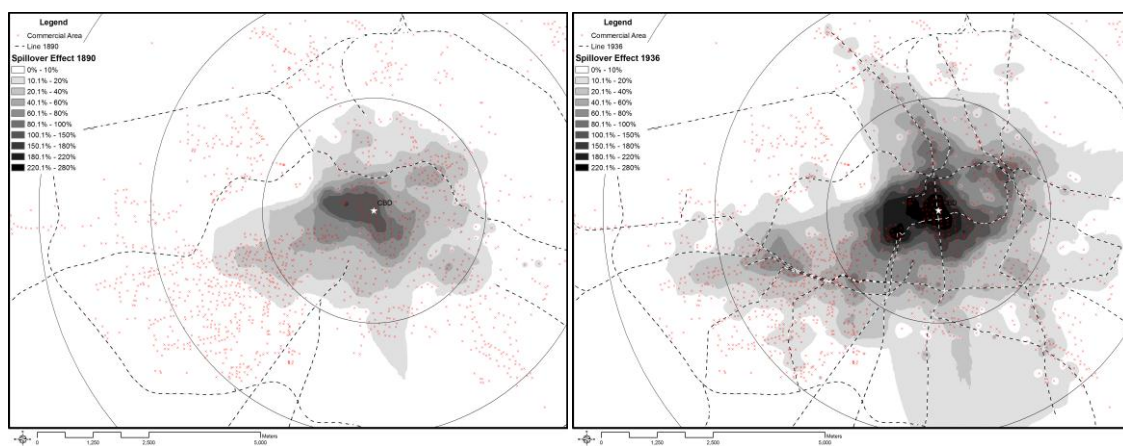 Legend
Commercial Area
Line 1890
Spillover Effect 1890
0% - 10%
10.1% - 20%
20.1% - 40%
40.1% - 60%
60.1% - 80%
80.1% - 100%
100.1% - 150%
150.1% - 180%
180.1% - 220%
220.1% - 280%
CBD
Meters
0 1,250 2,500 5,000
Legend
Commercial Area
Line 1936
Spillover Effect 1936
0% - 10%
10.1% - 20%
20.1% - 40%
40.1% - 60%
60.1% - 80%
80.1% - 100%
100.1% - 150%
150.1% - 180%
180.1% - 220%
220.1% - 280%
CBD
Meters
0 1,250 2,500 5,000